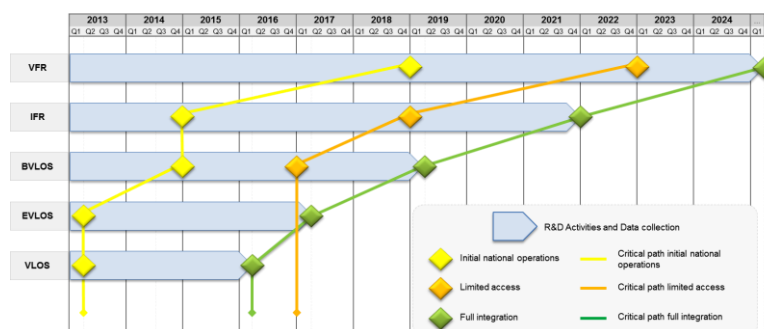 2013 2014 2015 2016 2017 2018 2019 2020 2021 2022 2023 2024 ...
Q1 Q2 Q3 Q4 Q1 Q2 Q3 Q4 Q1 Q2 Q3 Q4 Q1 Q2 Q3 Q4 Q1 Q2 Q3 Q4 Q1 Q2 Q3 Q4 Q1 Q2 Q3 Q4 Q1 Q2 Q3 Q4 Q1 Q2 Q3 Q4 Q1 Q2 Q3 Q4 Q1 Q2 Q3 Q4 Q1 Q2 Q3 Q4 Q1
VFR
IFR
BVLOS
EVLOS
VLOS
R&D Activities and Data collection
Initial national operations Critical path initial national
operations
Limited access Critical path limited access
Full integration Critical path full integration